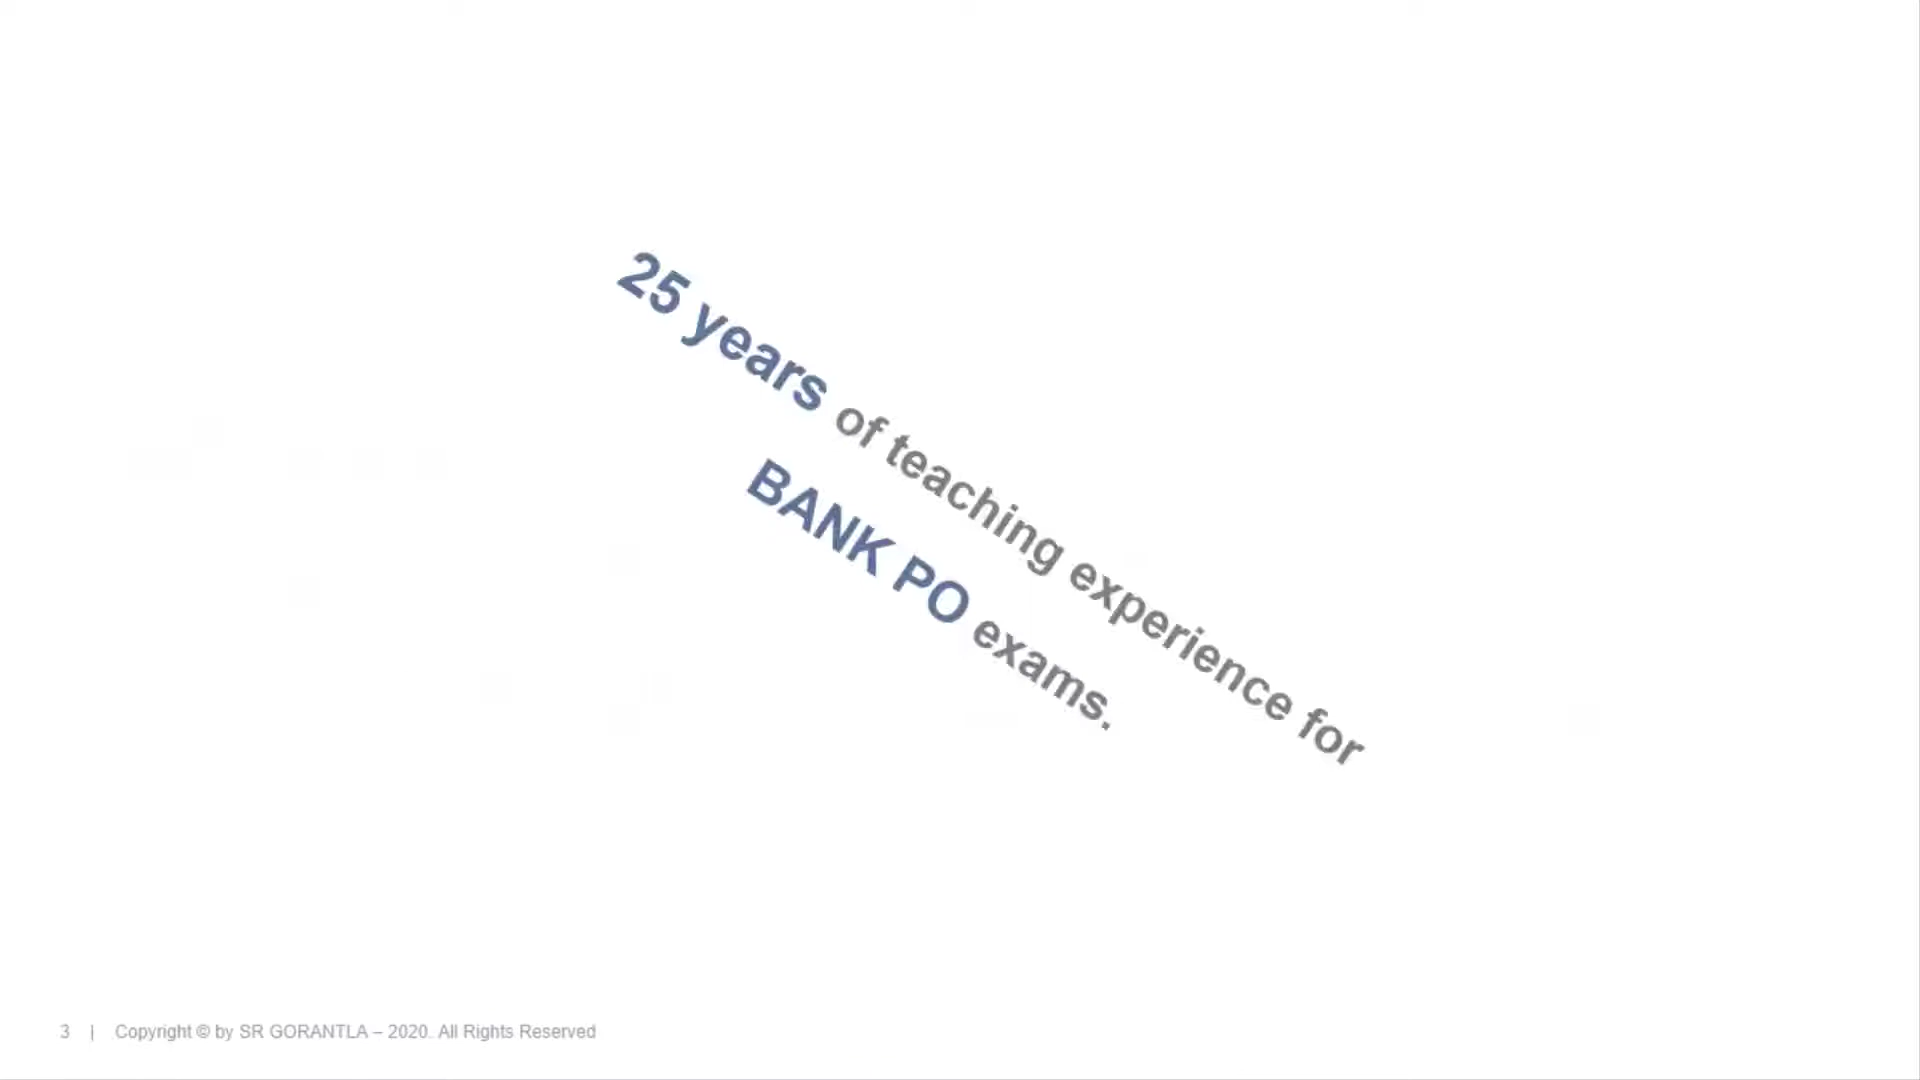 25 years of teaching experience for
BANK PO exams.
3 | Copyright © by SR GORANTLA – 2020. All Rights Reserved